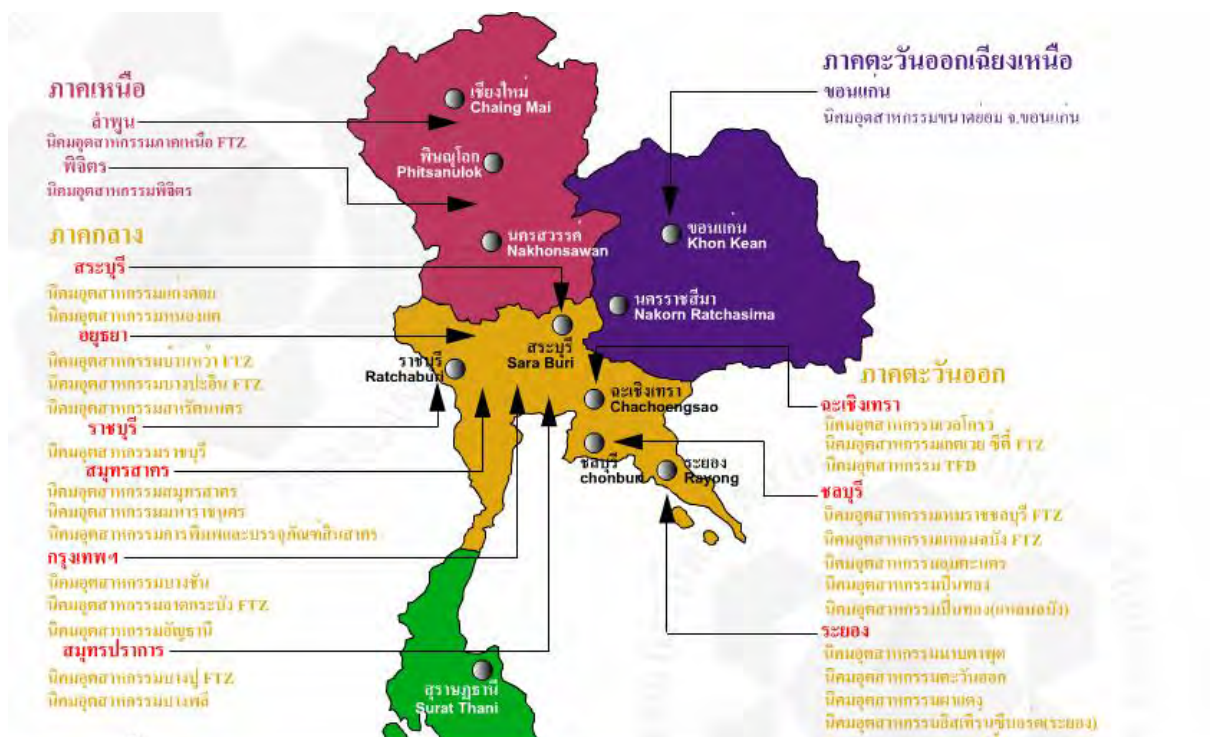 ภาคเหนือ
ลำพูน
นิคมอุตสาหกรรมภาคเหนือ FTZ
พิจิตร
นิคมอุตสาหกรรมพิจิตร
ภาคกลาง
สระบุรี
นิคมอุตสาหกรรมแก่งคอย
นิคมอุตสาหกรรมหนองแค
อยุธยา
นิคมอุตสาหกรรมบ้านหว้า FTZ
นิคมอุตสาหกรรมบางปะอิน FTZ
นิคมอุตสาหกรรมสหรัตนนคร
ราชบุรี
นิคมอุตสาหกรรมราชบุรี
สมุทรสาคร
นิคมอุตสาหกรรมสมุทรสาคร
นิคมอุตสาหกรรมมหาราชนคร
นิคมอุตสาหกรรมการพิมพ์และบรรจุภัณฑ์สินสาคร
กรุงเทพฯ
นิคมอุตสาหกรรมบางชัน
นิคมอุตสาหกรรมลาดกระบัง FTZ
นิคมอุตสาหกรรมอัญธานี
สมุทรปราการ
นิคมอุตสาหกรรมบางปู FTZ
นิคมอุตสาหกรรมบางพลี
เชียงใหม่
Chaing Mai
พิษณุโลก
Phitsanulok
นครสวรรค์
Nakhonsawan
ขอนแก่น
Khon Kean
นครราชสีมา
Nakorn Ratchasima
สระบุรี
Sara Buri
ราชบุรี
Ratchaburi
ฉะเชิงเทรา
Chachoengsao
ชลบุรี
chonburi
ระยอง
Rayong
สุราษฎธานี
Surat Thani
ภาคตะวันออกเฉียงเหนือ
ขอนแก่น
นิคมอุตสาหกรรมขนาดย่อม จ.ขอนแก่น
ภาคตะวันออก
ฉะเชิงเทรา
นิคมอุตสาหกรรมเวลโกรว์
นิคมอุตสาหกรรมเกตเวย์ ซิตี้ FTZ
นิคมอุตสาหกรรม TFD
ชลบุรี
นิคมอุตสาหกรรมเหมราชชลบุรี FTZ
นิคมอุตสาหกรรมแหลมฉบัง FTZ
นิคมอุตสาหกรรมอมตะนคร
นิคมอุตสาหกรรมปิ่นทอง
นิคมอุตสาหกรรมปิ่นทอง(แหลมฉบัง)
ระยอง
นิคมอุตสาหกรรมมาบตาพุด
นิคมอุตสาหกรรมตะวันออก
นิคมอุตสาหกรรมผาแดง
นิคมอุตสาหกรรมอีสเทิร์นซีบอร์ด(ระยอง)